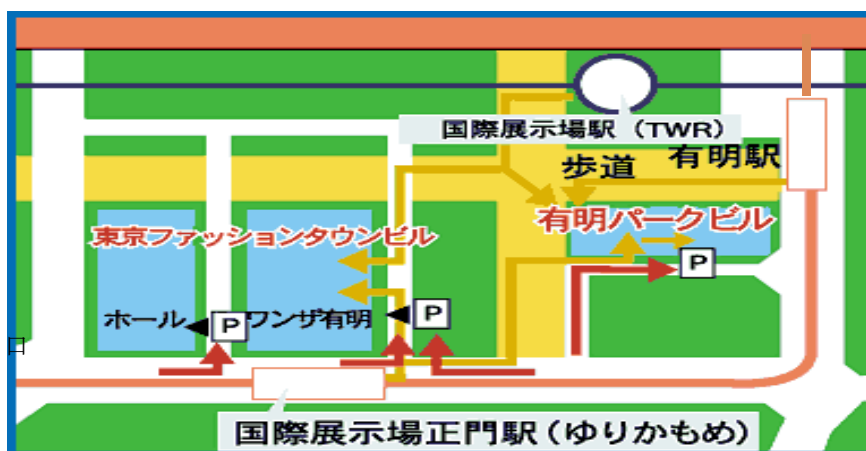 国際展示場駅（TWR）
有明駅
歩道
有明パークビル
東京ファッションタウンビル
P
ホール
P
ワンザ有明
P
口
国際展示場正門駅（ゆりかもめ）